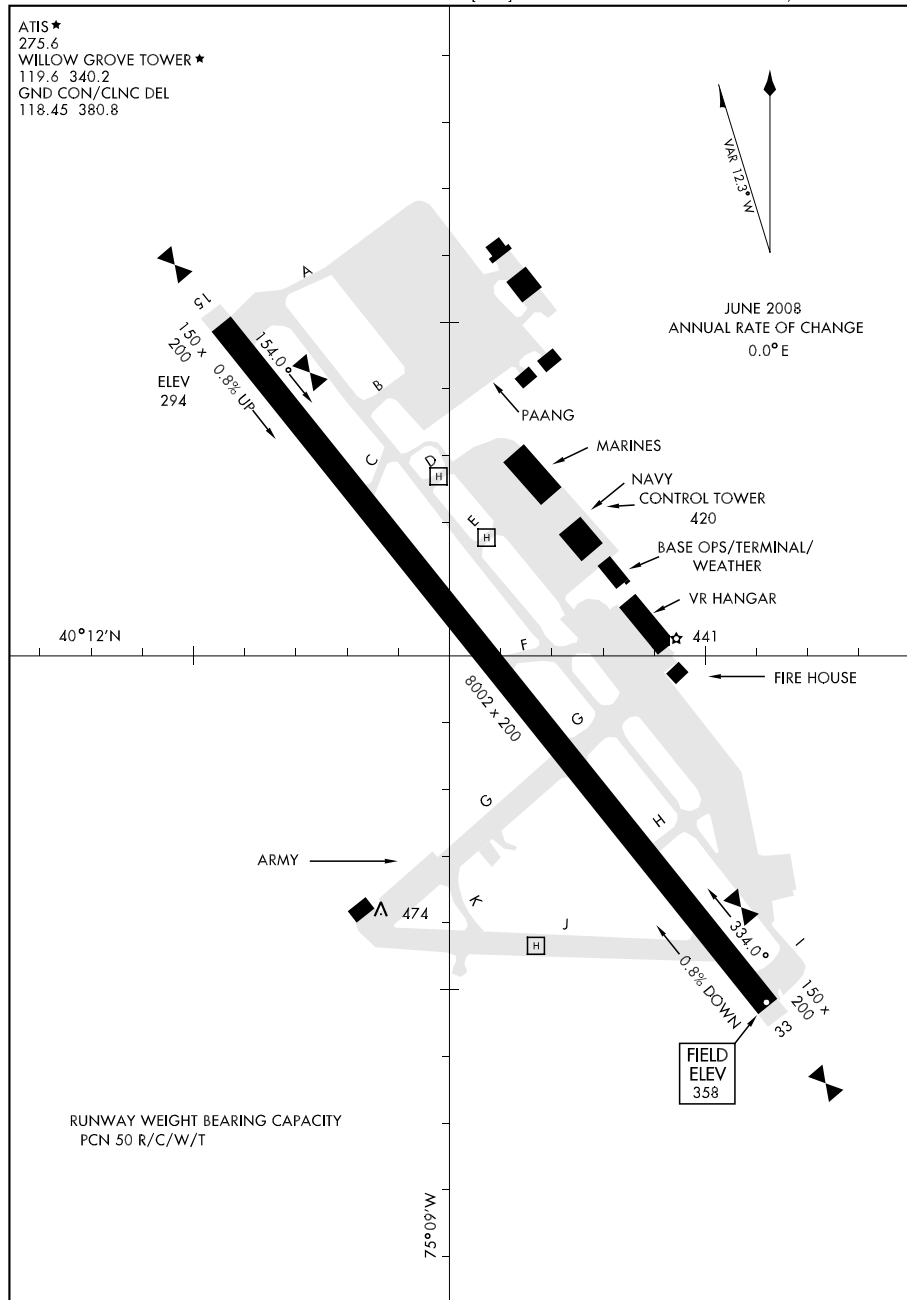 ATIS★
275.6
WILLOW GROVE TOWER★
119.6 340.2
GND CON/CLNC DEL
118.45 380.8
VAR 12.3° W
JUNE 2008
ANNUAL RATE OF CHANGE
0.0° E
15
150 x
200
ELEV
294
0.8% UP
154.0°
A
B
C
D
H
E
H
PAANG
MARINES
NAVY
CONTROL TOWER
420
BASE OPS/TERMINAL/
WEATHER
VR HANGAR
441
40°12'N
F
FIRE HOUSE
8002 x 200
G
G
H
ARMY
474
K
J
H
I
334.0°
0.8% DOWN
150 x
200
33
FIELD
ELEV
358
RUNWAY WEIGHT BEARING CAPACITY
PCN 50 R/C/W/T
75°09'W